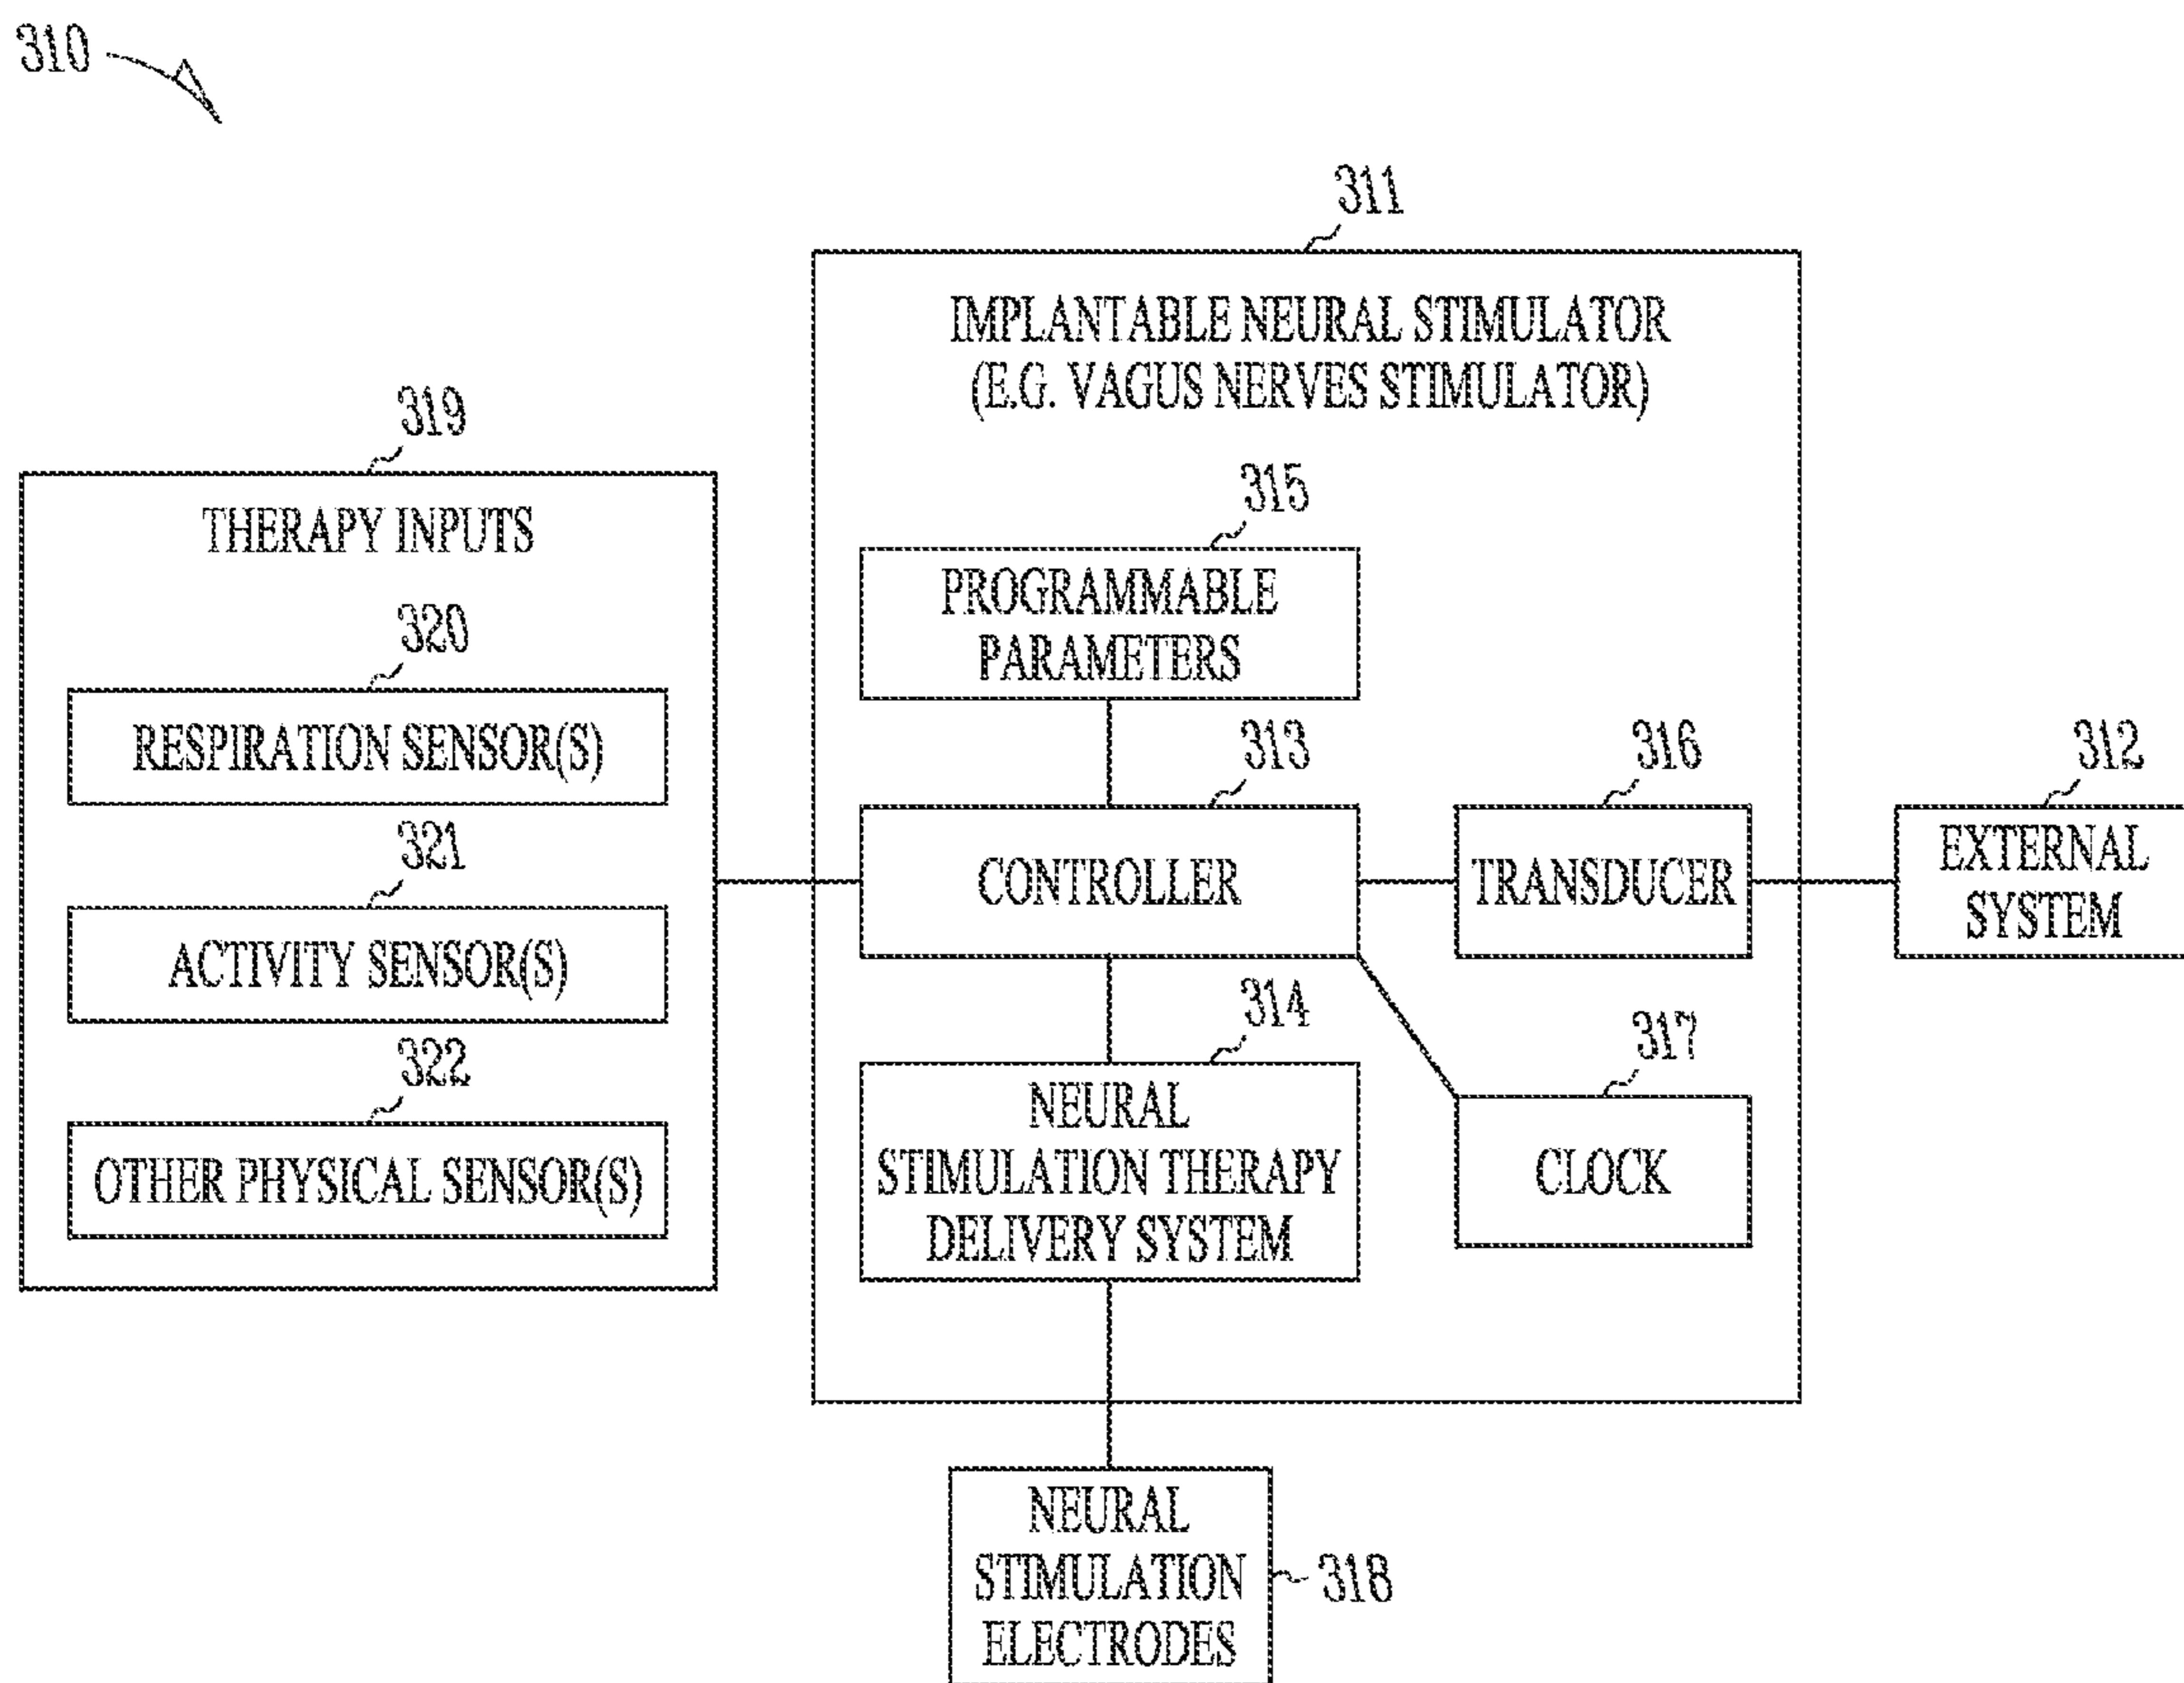 310
311
IMPLANTABLE NEURAL STIMULATOR
(E.G. VAGUS NERVES STIMULATOR)
319
THERAPY INPUTS
320
RESPIRATION SENSOR(S)
321
ACTIVITY SENSOR(S)
322
OTHER PHYSICAL SENSOR(S)
315
PROGRAMMABLE
PARAMETERS
313
CONTROLLER
316
TRANSDUCER
312
EXTERNAL
SYSTEM
314
NEURAL
STIMULATION THERAPY
DELIVERY SYSTEM
317
CLOCK
NEURAL
STIMULATION
ELECTRODES
318